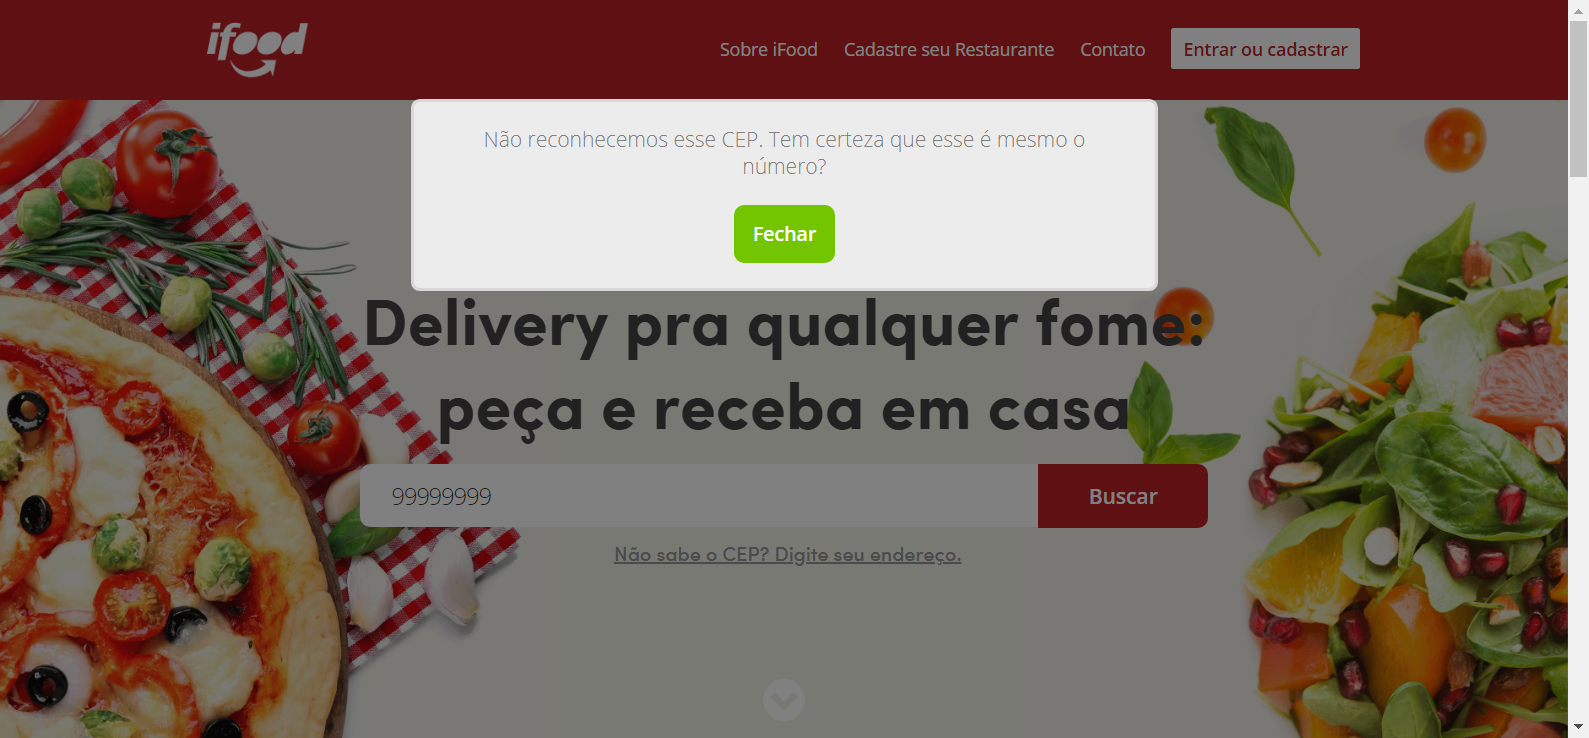 ifood
Sobre iFood
Cadastre seu Restaurante
Contato
Entrar ou cadastrar
Não reconhecemos esse CEP. Tem certeza que esse é mesmo o
número?
Fechar
Delivery pra qualquer fome:
peça e receba em casa
99999999
Buscar
Não sabe o CEP? Digite seu endereço.